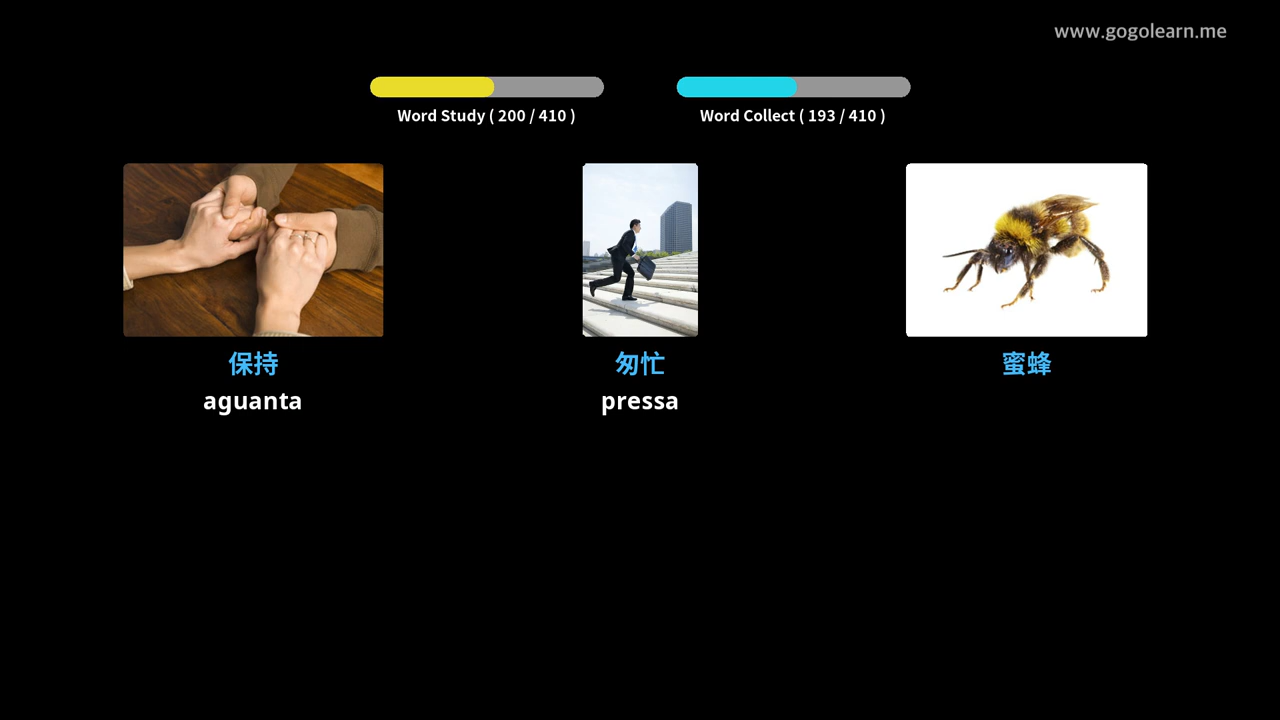 www.gogolearn.me
Word Study ( 200 / 410 )
Word Collect ( 193 / 410 )
保持
aguanta
匆忙
pressa
蜜蜂